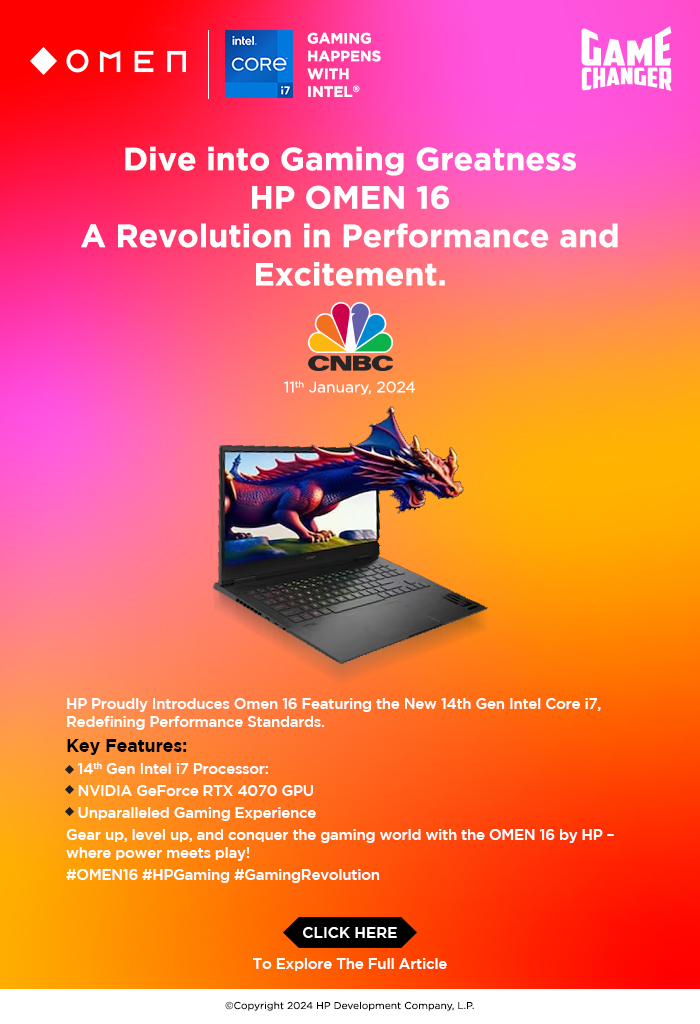 OMEN
intel.
CORE
i7
GAMING
HAPPENS
WITH
INTEL®
GAME
CHANGER
Dive into Gaming Greatness
HP OMEN 16
A Revolution in Performance and
Excitement.
CNBC
11th January, 2024
HP Proudly Introduces Omen 16 Featuring the New 14th Gen Intel Core i7,
Redefining Performance Standards.
Key Features:
◆ 14th Gen Intel i7 Processor:
◆ NVIDIA GeForce RTX 4070 GPU
◆ Unparalleled Gaming Experience
Gear up, level up, and conquer the gaming world with the OMEN 16 by HP –
where power meets play!
#OMEN16 #HPGaming #GamingRevolution
CLICK HERE
To Explore The Full Article
©Copyright 2024 HP Development Company, L.P.